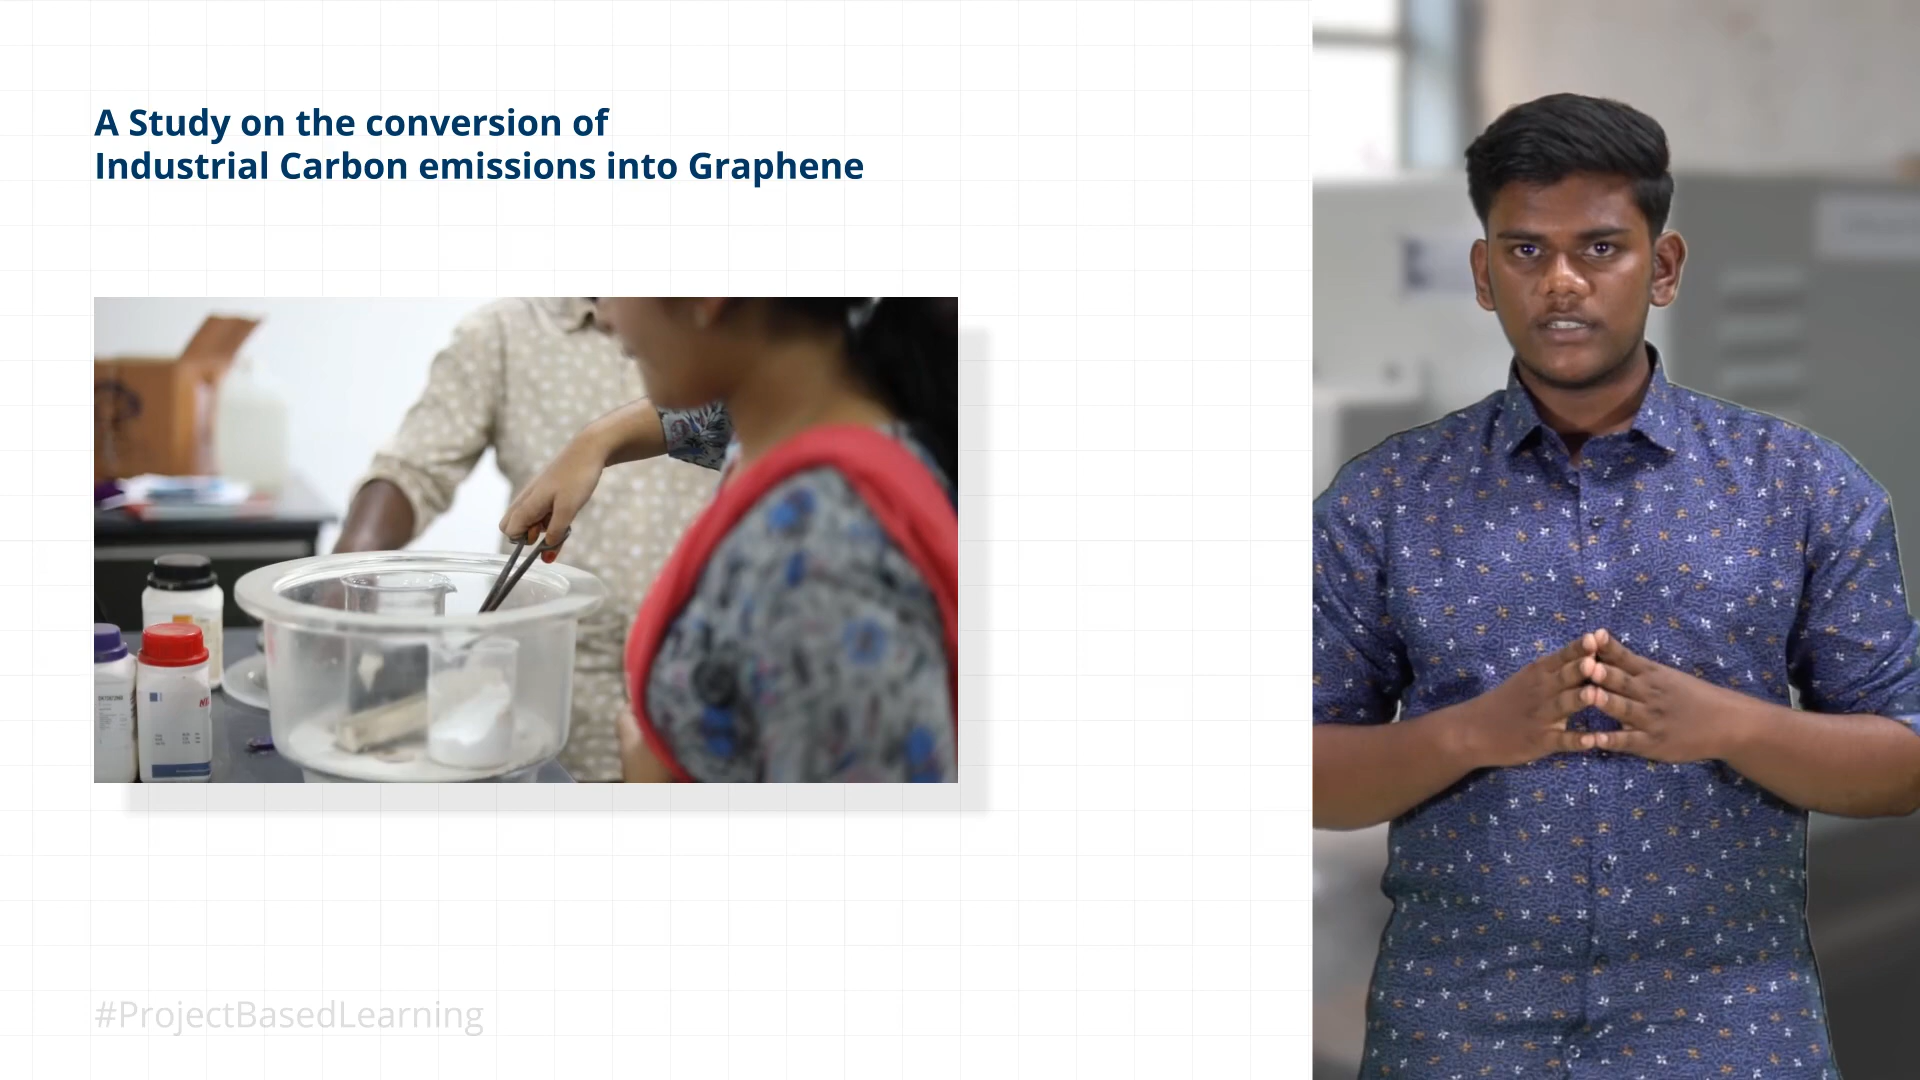 A Study on the conversion of
Industrial Carbon emissions into Graphene
#ProjectBasedLearning